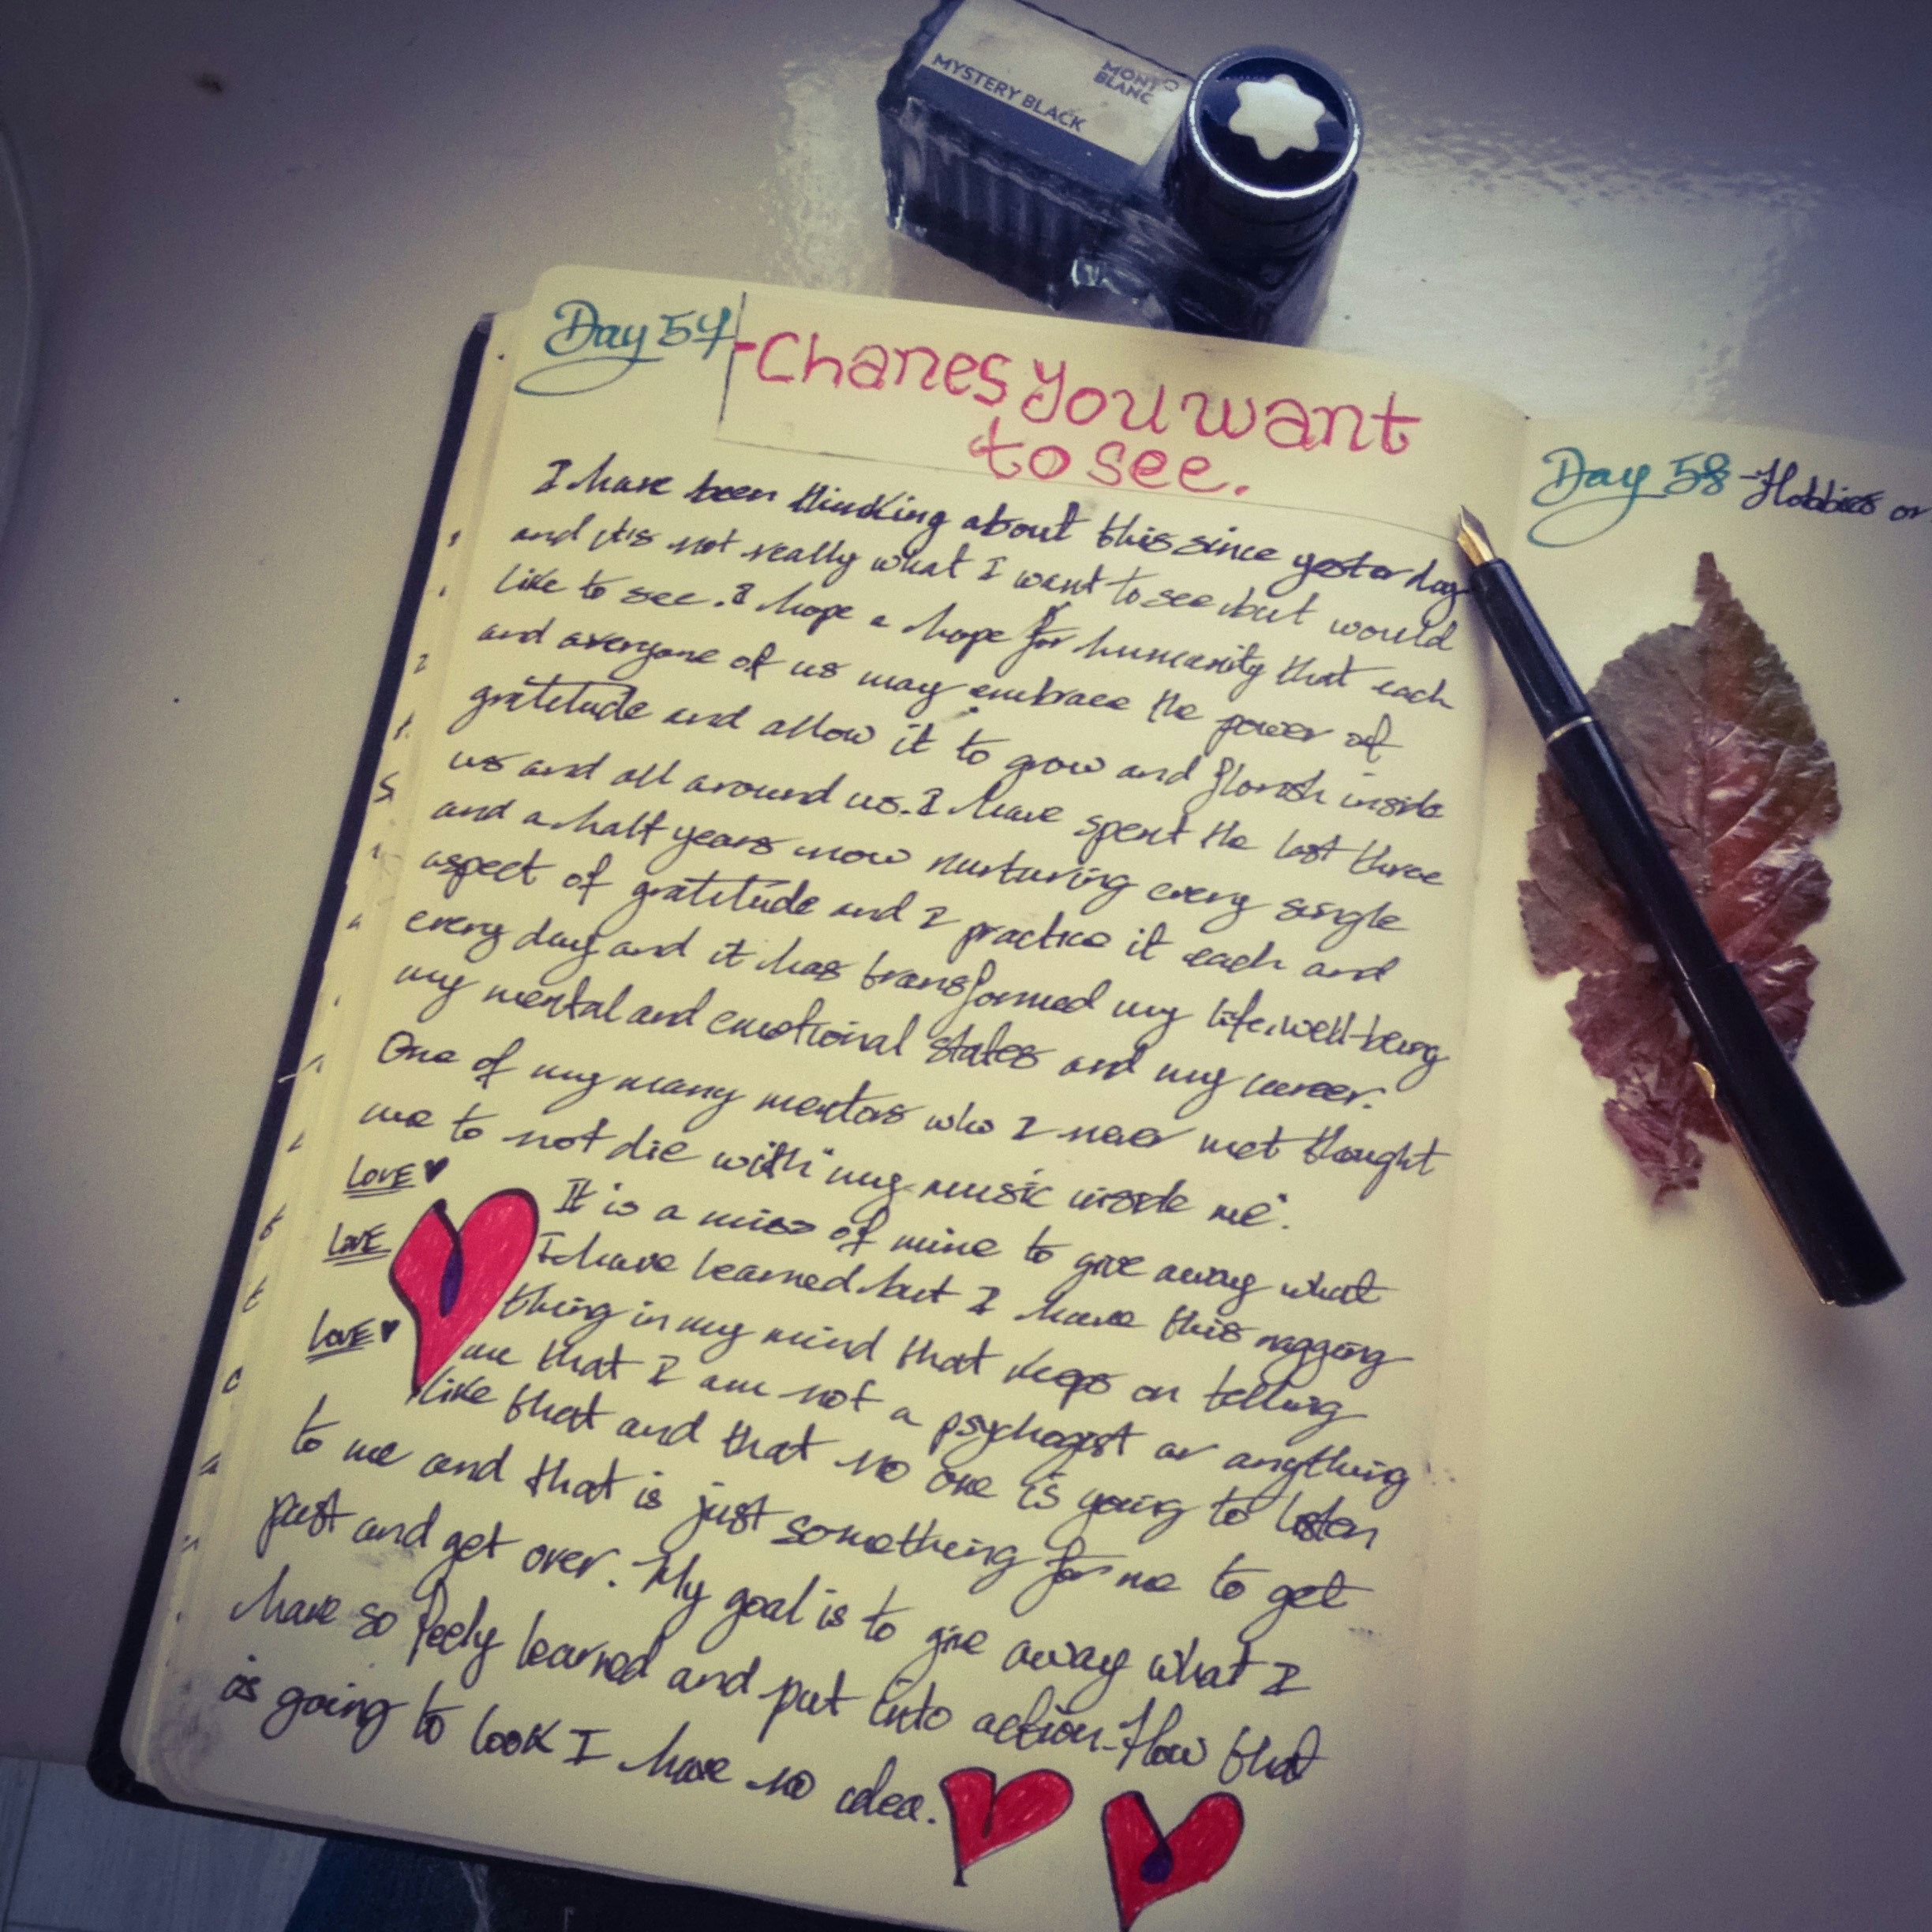 MONT
BLANC
MYSTERY BLACK
Day 57 - Chanes you want
to see.
I have been thinking about this since yesterday
and it's not really what I want to see but would
like to see. I hope a hope for humanity that each
and averyone of us may embrace the power of
gratitude and allow it to grow and florish inside
us and all around us. I have spent the last three
and a half years now nurturing every single
aspect of gratitude and I practice it each and
every day and it has transformed my life, well-being
my mental and emotional states and my career.
One of my many mentors who I never met thought
me to not die with "my music inside me".
LOVE ♥
LOVE
LOVE ♥
It is a of mine to give away what
I have learned but I have this nagging
thing in my mind that keeps on telling
me that I am not a psychogist or anything
like that and that no one is going to listen
to me and that is just something for me to get
past and get over. My goal is to give away what I
have so learned and put into action. How that
is going to look I have no idea.
Day 58 - Hobbies or